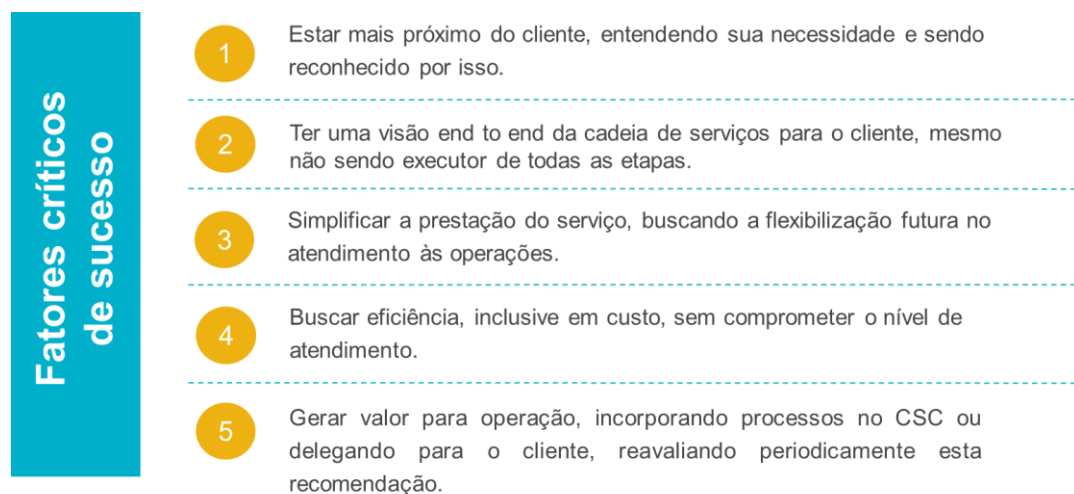 Fatores críticos
de sucesso
1
Estar mais próximo do cliente, entendendo sua necessidade e sendo
reconhecido por isso.
2
Ter uma visão end to end da cadeia de serviços para o cliente, mesmo
não sendo executor de todas as etapas.
3
Simplificar a prestação do serviço, buscando a flexibilização futura no
atendimento às operações.
4
Buscar eficiência, inclusive em custo, sem comprometer o nível de
atendimento.
5
Gerar valor para operação, incorporando processos no CSC ou
delegando para o cliente, reavaliando periodicamente esta
recomendação.